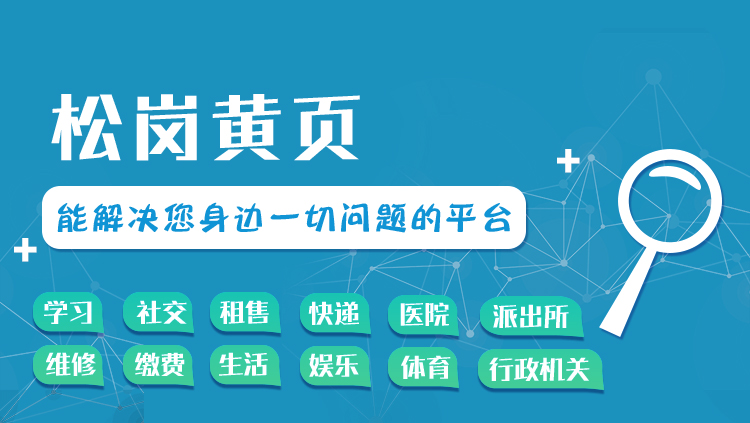 松岗黄页
能解决您身边一切问题的平台
学习 社交 租售 快递 医院 派出所
维修 缴费 生活 娱乐 体育 行政机关